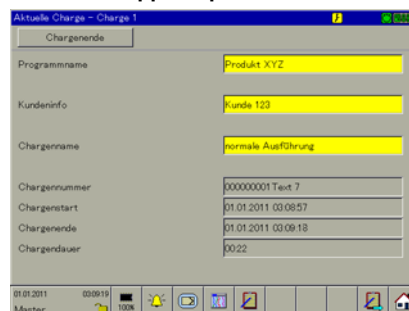 Aktuelle Charge - Charge 1
Chargenende
Programmname Produkt XYZ
Kundeninfo Kunde 123
Chargenname normale Ausführung
Chargennummer 000000001 Text 7
Chargenstart 01.01.2011 03:08:57
Chargenende 01.01.2011 03:09:18
Chargendauer 00:22
01.01.2011 03:09:19
Master 100%